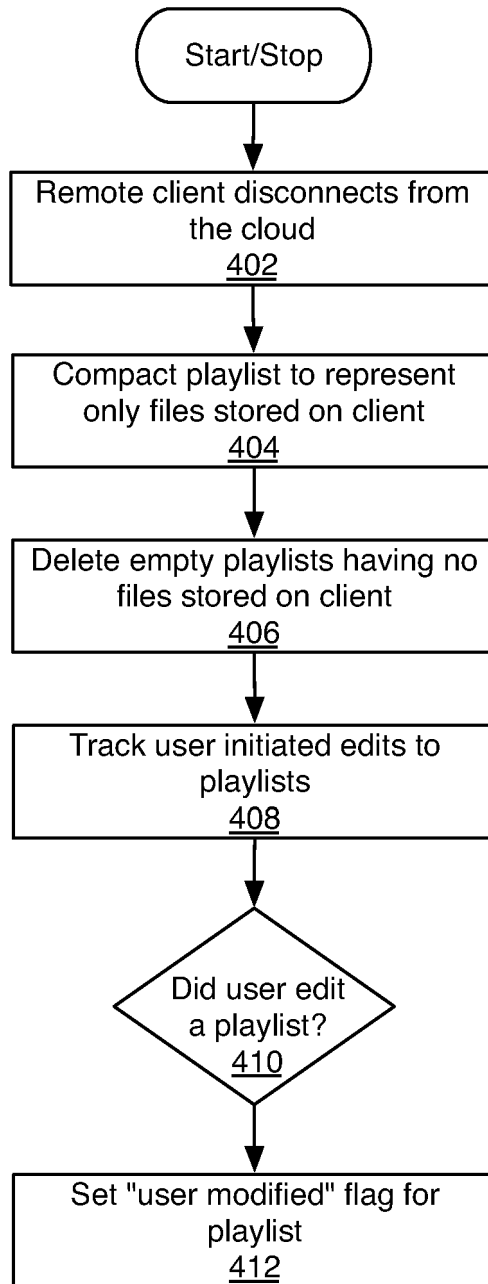 Start/Stop
Remote client disconnects from
the cloud
402
Compact playlist to represent
only files stored on client
404
Delete empty playlists having no
files stored on client
406
Track user initiated edits to
playlists
408
Did user edit
a playlist?
410
Set "user modified" flag for
playlist
412